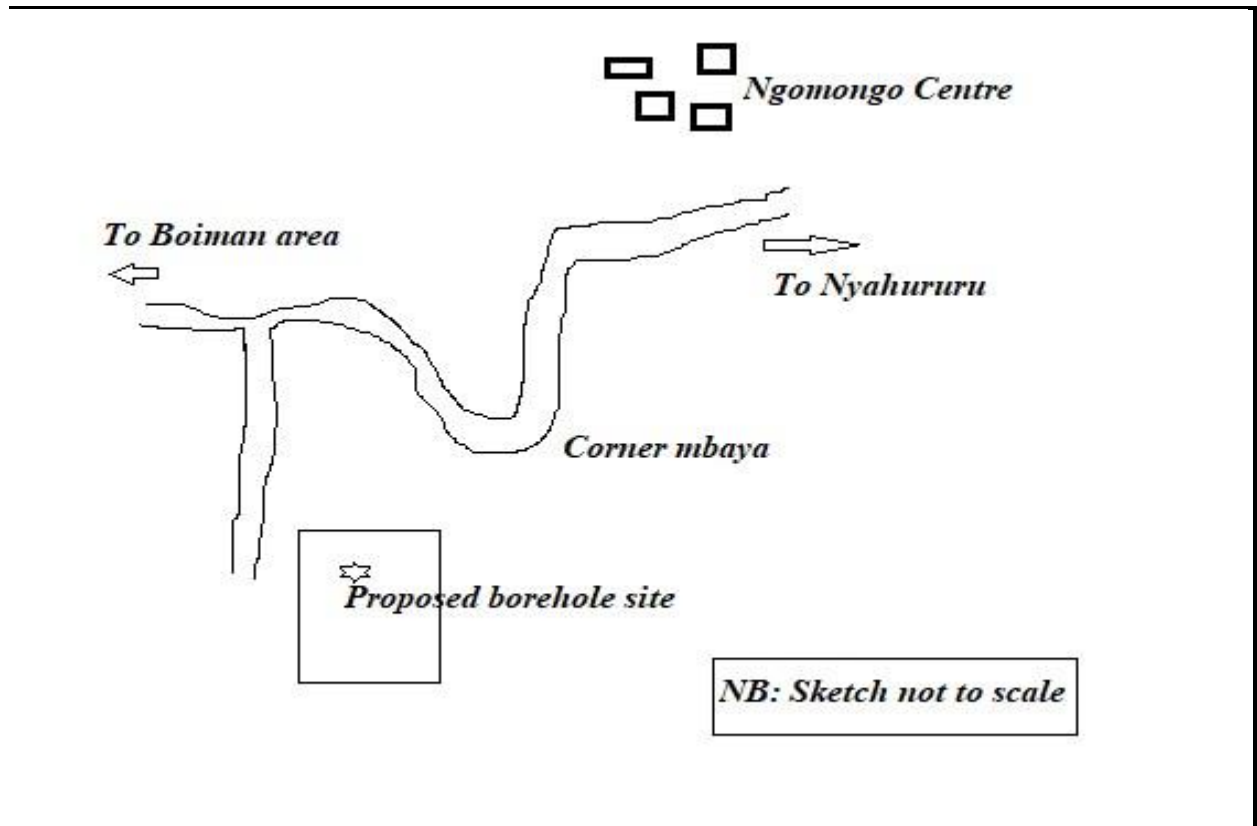 Ngomongo Centre
To Boiman area
To Nyahururu
Corner mbaya
Proposed borehole site
NB: Sketch not to scale